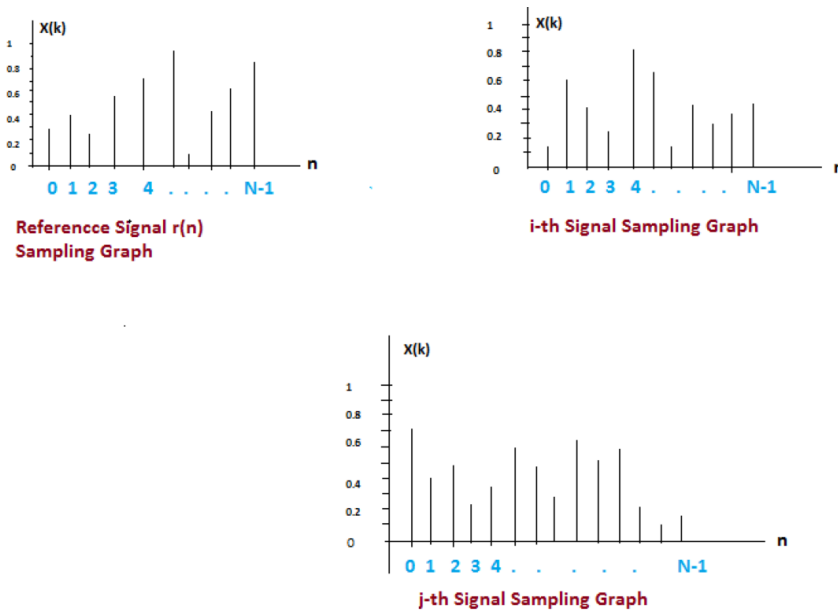 X(k)
1
0.8
0.6
0.4
0.2
0
n
0 1 2 3 4 . . . . N-1
Referencce Signal r(n)
Sampling Graph
X(k)
1
0.8
0.6
0.4
0.2
0
0 1 2 3 4 . . . . N-1
i-th Signal Sampling Graph
X(k)
1
0.8
0.6
0.4
0.2
0
n
0 1 2 3 4 . . . . . N-1
j-th Signal Sampling Graph